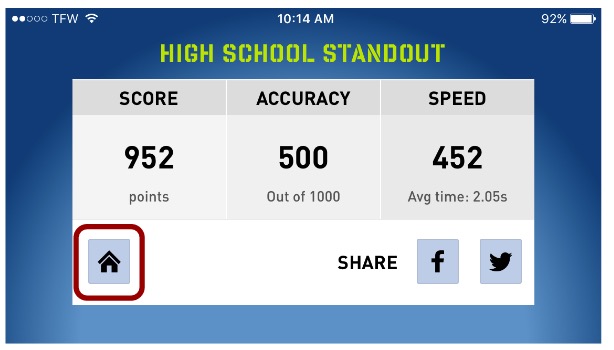 TFW 10:14 AM 92%
HIGH SCHOOL STANDOUT
SCORE ACCURACY SPEED
952 500 452
points Out of 1000 Avg time: 2.05s
SHARE f